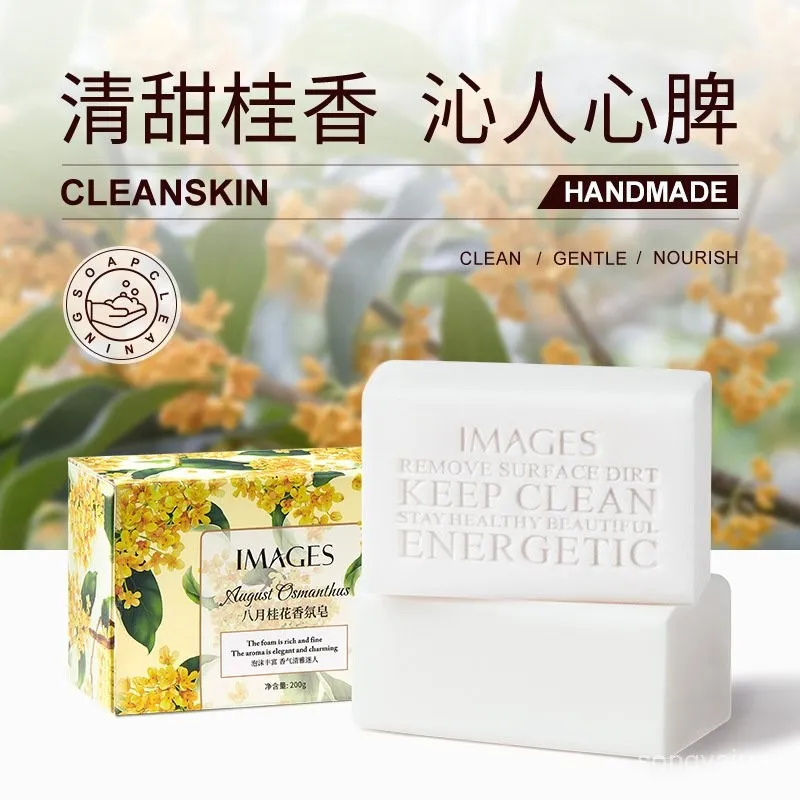 清甜桂香 沁人心脾
CLEANSKIN
HANDMADE
CLEAN / GENTLE / NOURISH
SOAPCLEANING
IMAGES
REMOVE SURFACE DIRT
KEEP CLEAN
STAY HEALTHY BEAUTIFUL
ENERGETIC
IMAGES
August Osmanthus
八月桂花香氛皂
The foam is rich and fine
The aroma is elegant and charming
泡沫丰富 香气清雅迷人
净含量: 200g